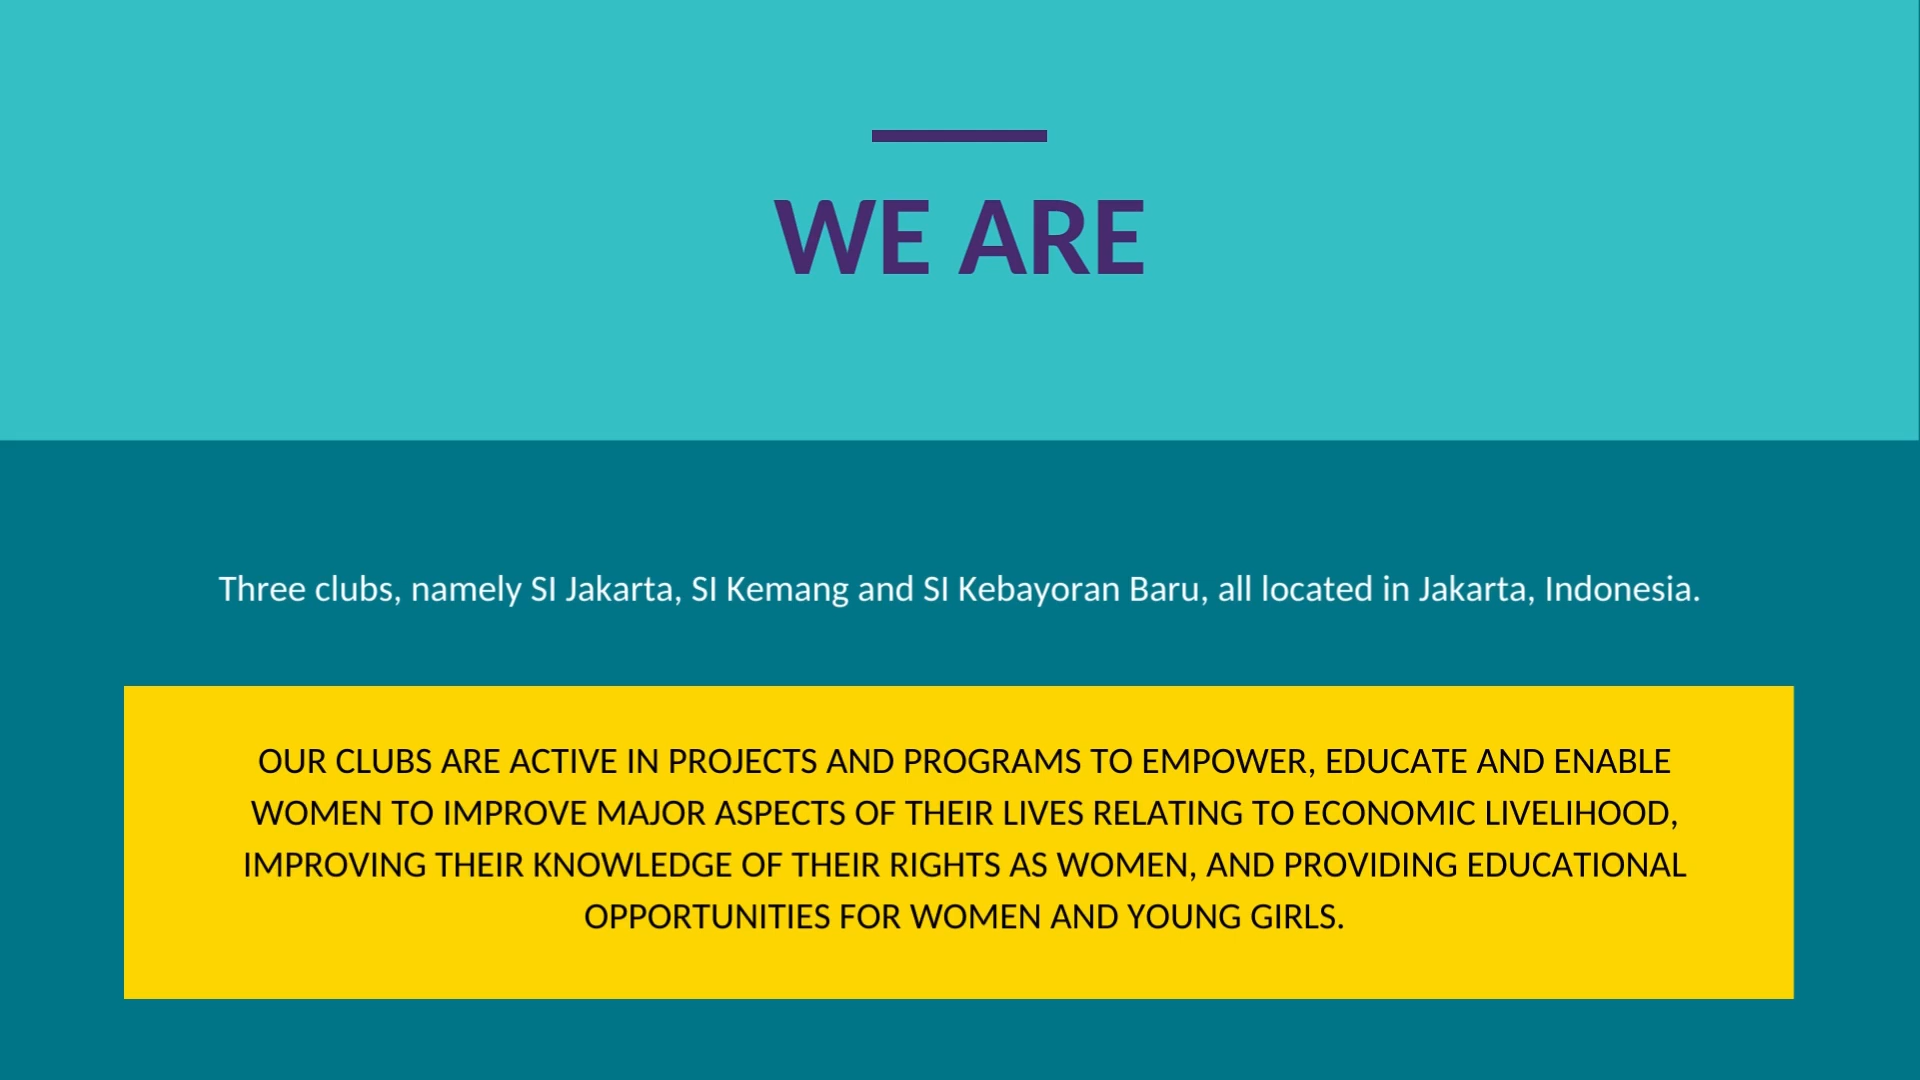 WE ARE
Three clubs, namely SI Jakarta, SI Kemang and SI Kebayoran Baru, all located in Jakarta, Indonesia.
OUR CLUBS ARE ACTIVE IN PROJECTS AND PROGRAMS TO EMPOWER, EDUCATE AND ENABLE
WOMEN TO IMPROVE MAJOR ASPECTS OF THEIR LIVES RELATING TO ECONOMIC LIVELIHOOD,
IMPROVING THEIR KNOWLEDGE OF THEIR RIGHTS AS WOMEN, AND PROVIDING EDUCATIONAL
OPPORTUNITIES FOR WOMEN AND YOUNG GIRLS.